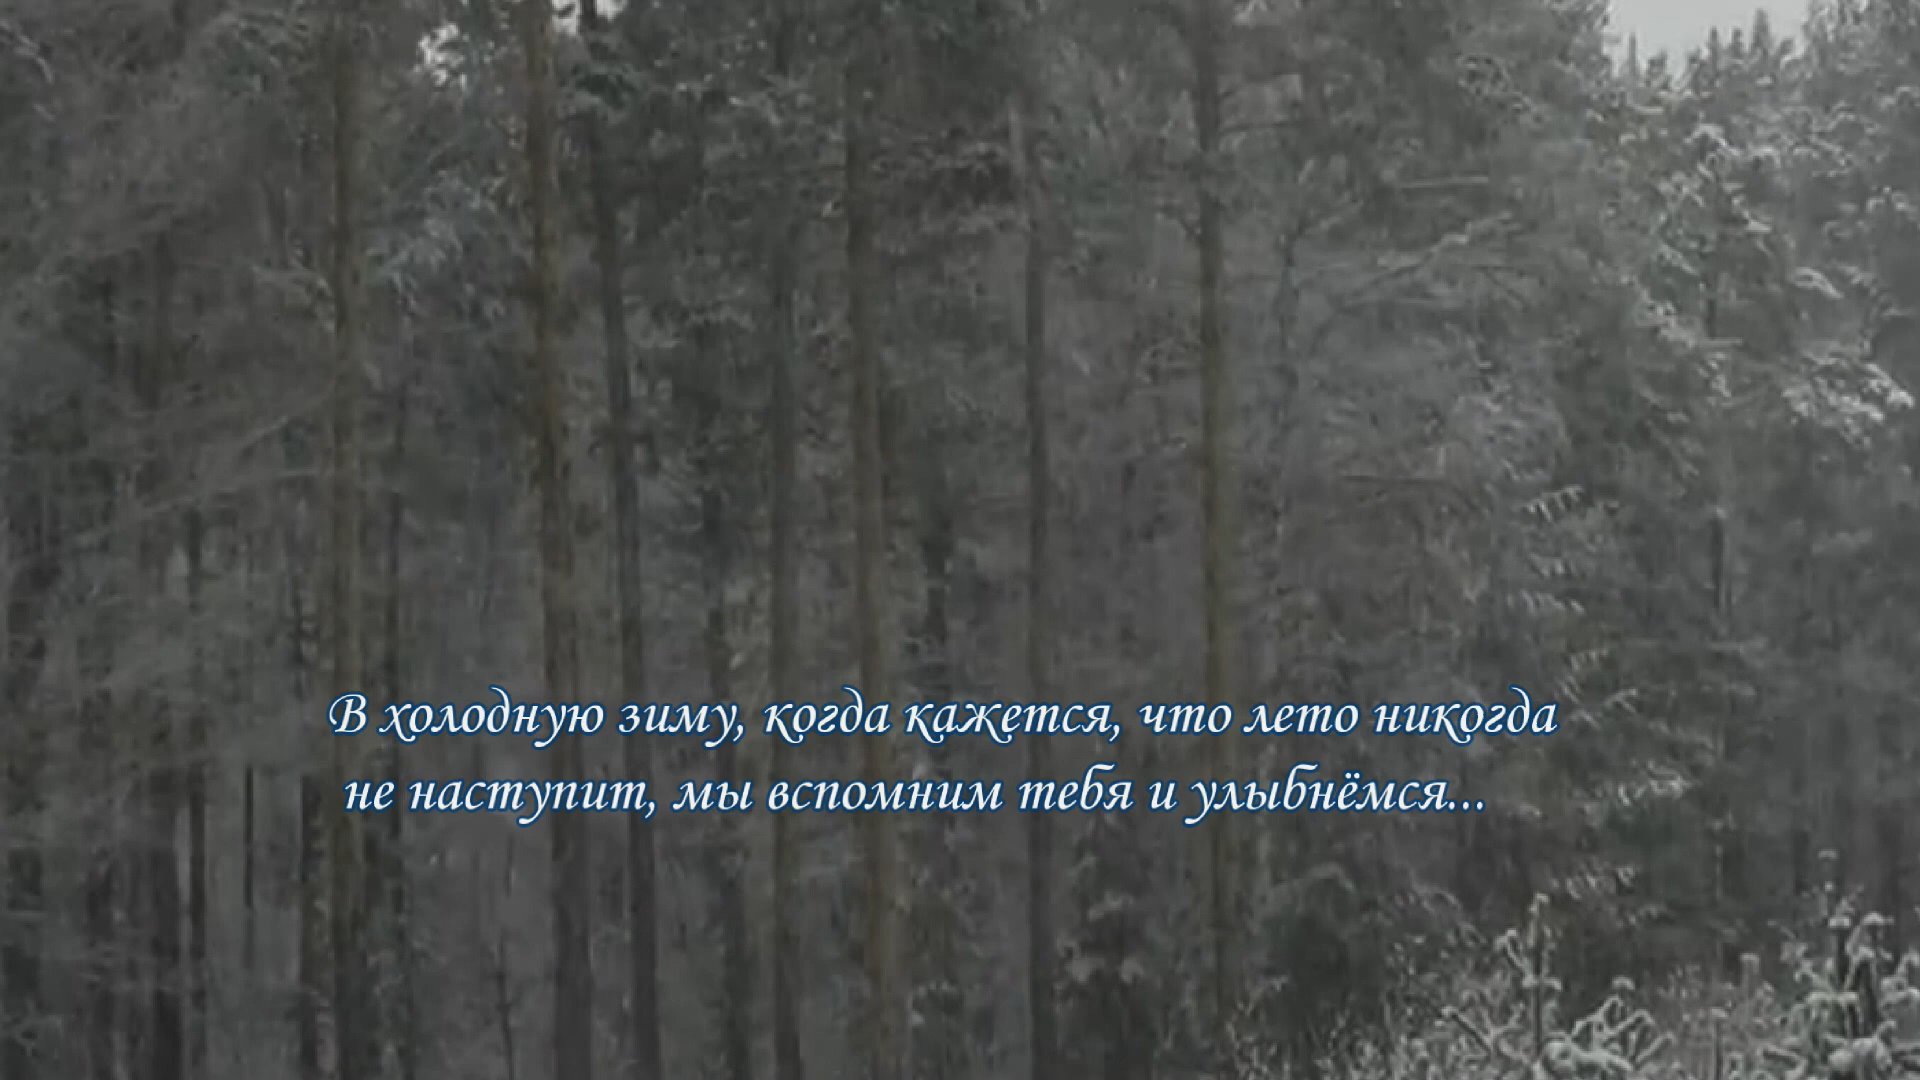 В холодную зиму, когда кажется, что лето никогда
не наступит, мы вспомним тебя и улыбнёмся...